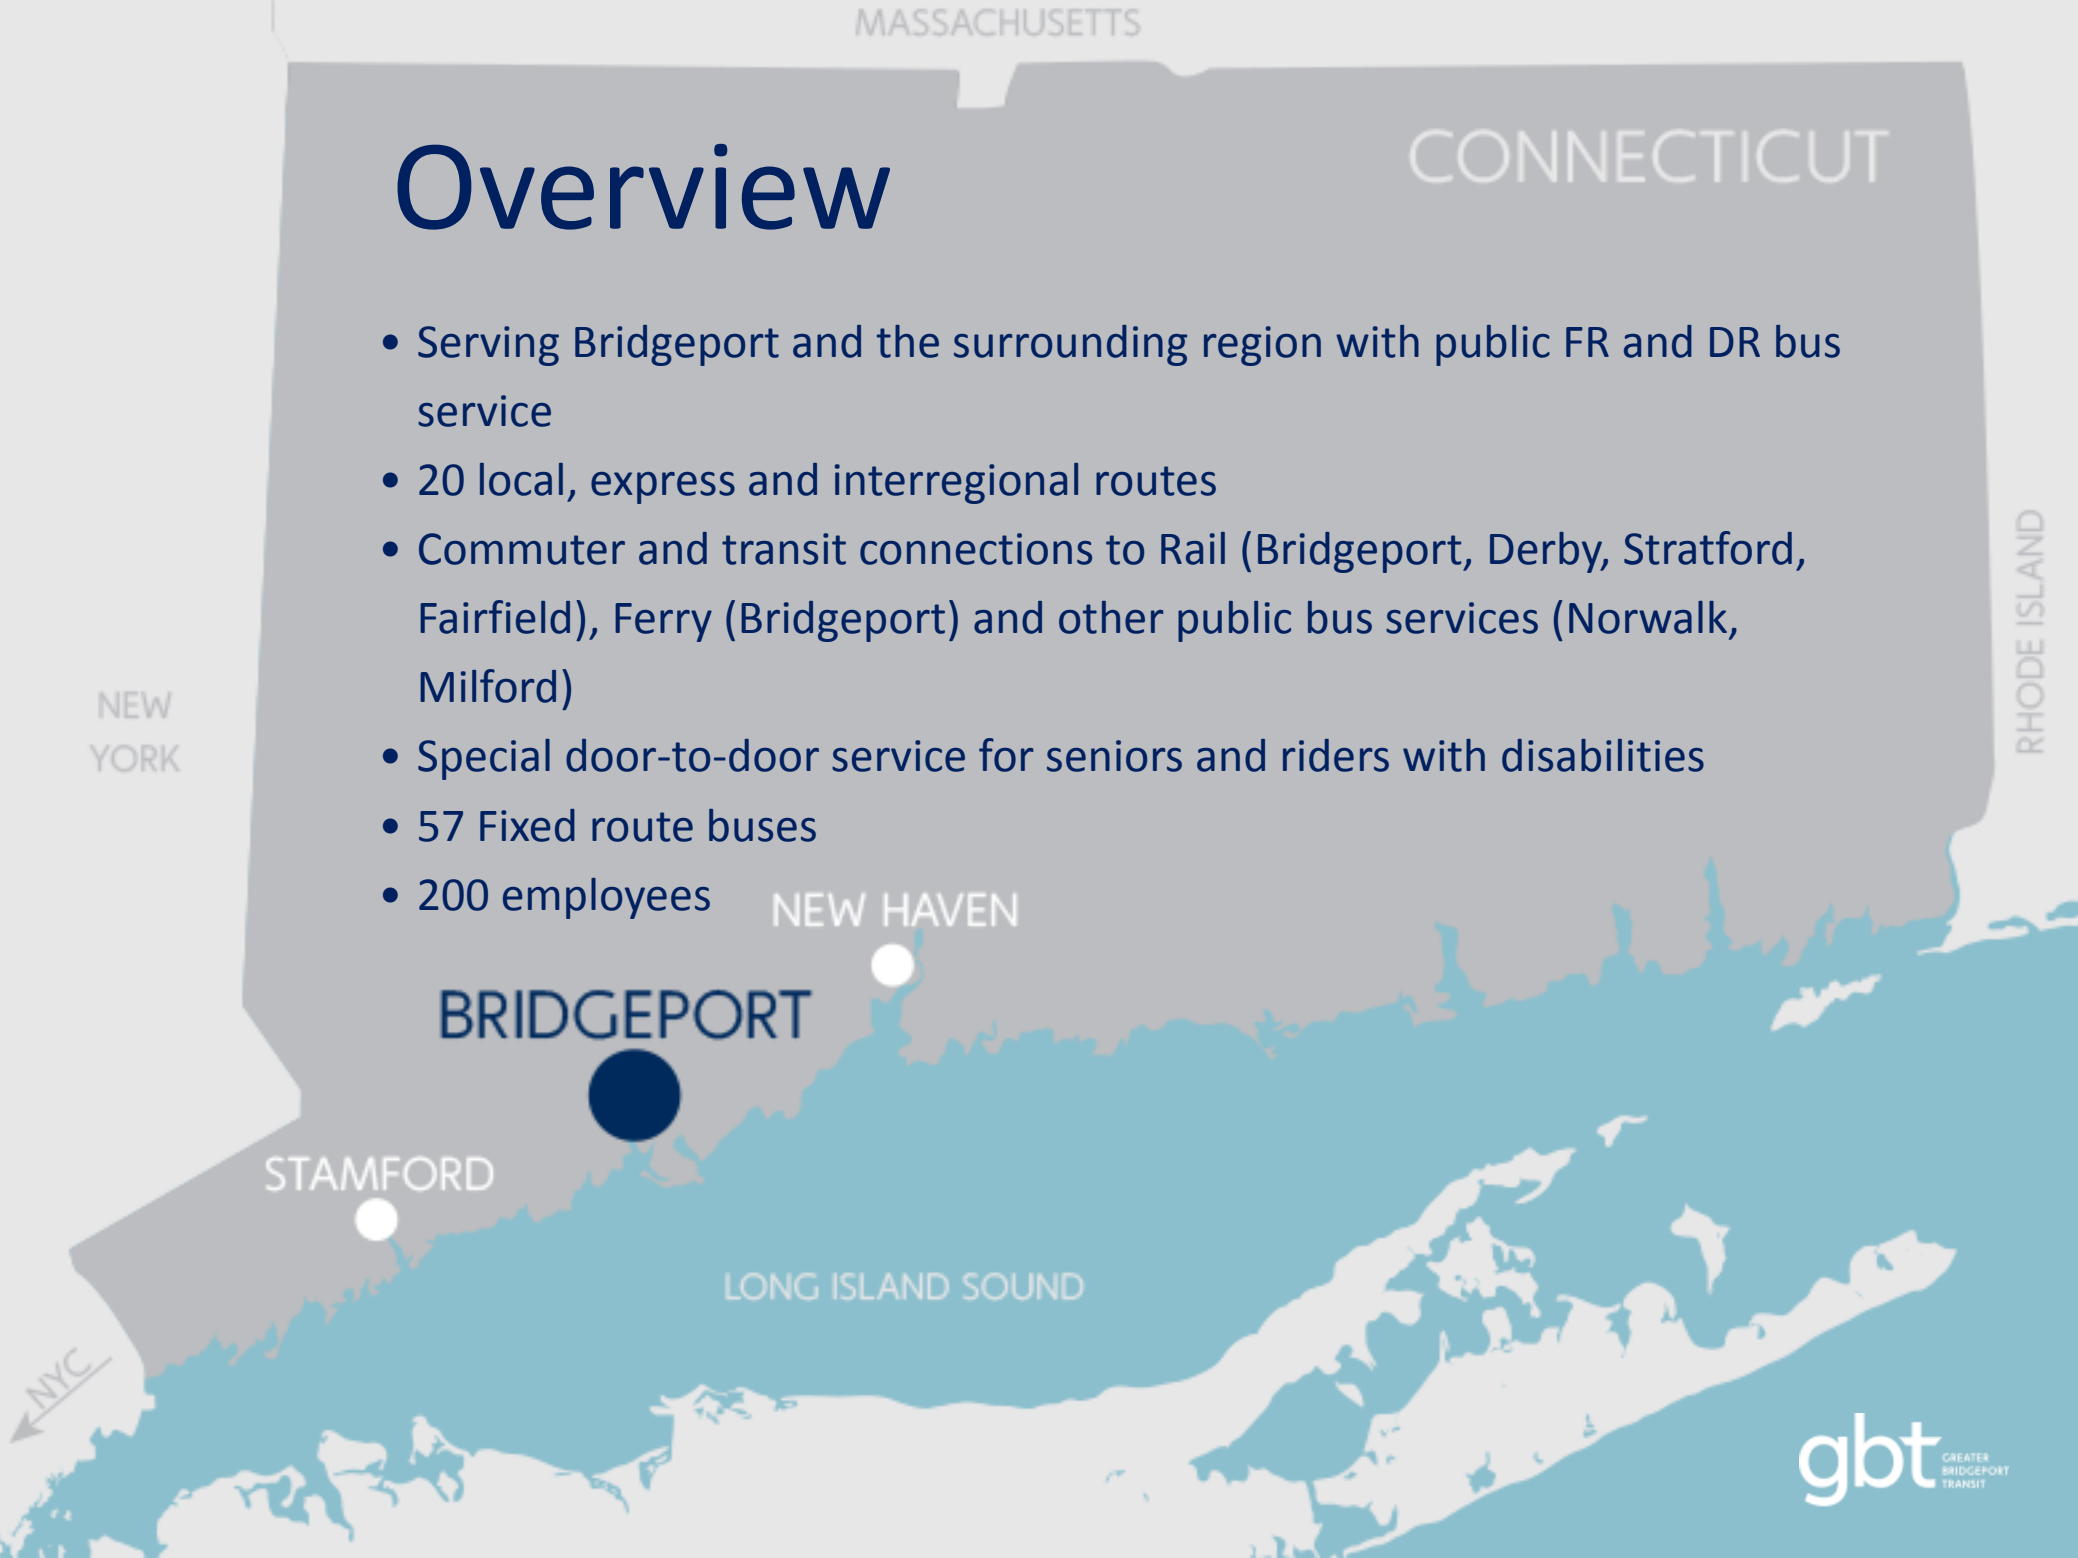 MASSACHUSETTS
CONNECTICUT
Overview
• Serving Bridgeport and the surrounding region with public FR and DR bus
service
• 20 local, express and interregional routes
• Commuter and transit connections to Rail (Bridgeport, Derby, Stratford,
Fairfield), Ferry (Bridgeport) and other public bus services (Norwalk,
Milford)
• Special door-to-door service for seniors and riders with disabilities
• 57 Fixed route buses
• 200 employees
NEW
YORK
RHODE ISLAND
NEW HAVEN
BRIDGEPORT
STAMFORD
LONG ISLAND SOUND
NYC
gbt
GREATER
BRIDGEPORT
TRANSIT